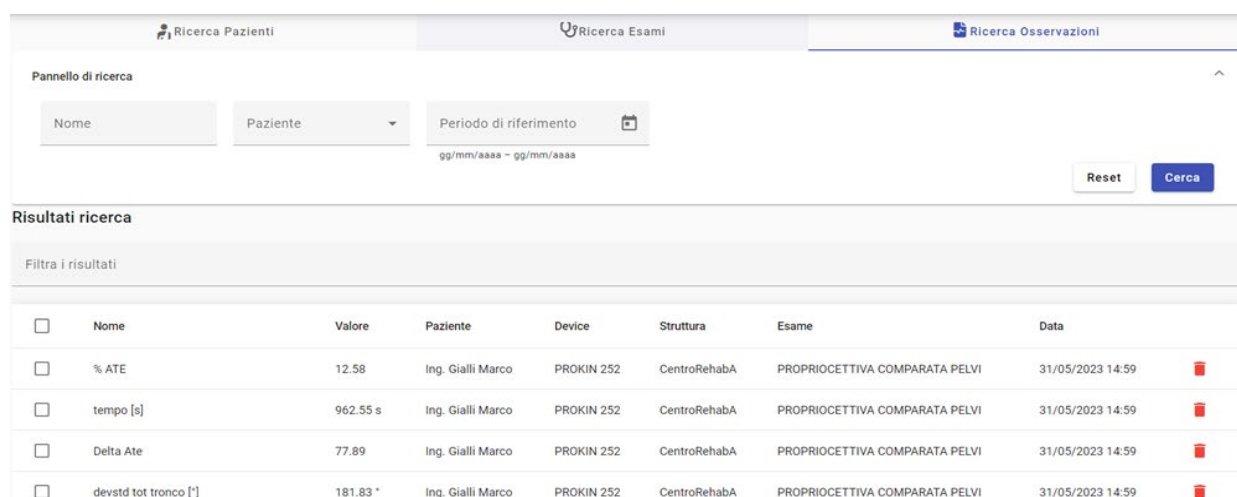 Ricerca Pazienti Ricerca Esami Ricerca Osservazioni
Pannello di ricerca
Nome Paziente Periodo di riferimento
gg/mm/aaaa – gg/mm/aaaa
Reset Cerca
Risultati ricerca
Filtra i risultati
Nome Valore Paziente Device Struttura Esame Data
% ATE 12.58 Ing. Gialli Marco PROKIN 252 CentroRehabA PROPRIOCETTIVA COMPARATA PELVI 31/05/2023 14:59
tempo [s] 962.55 s Ing. Gialli Marco PROKIN 252 CentroRehabA PROPRIOCETTIVA COMPARATA PELVI 31/05/2023 14:59
Delta Ate 77.89 Ing. Gialli Marco PROKIN 252 CentroRehabA PROPRIOCETTIVA COMPARATA PELVI 31/05/2023 14:59
devstd tot tronco [°] 181.83 ° Ing. Gialli Marco PROKIN 252 CentroRehabA PROPRIOCETTIVA COMPARATA PELVI 31/05/2023 14:59